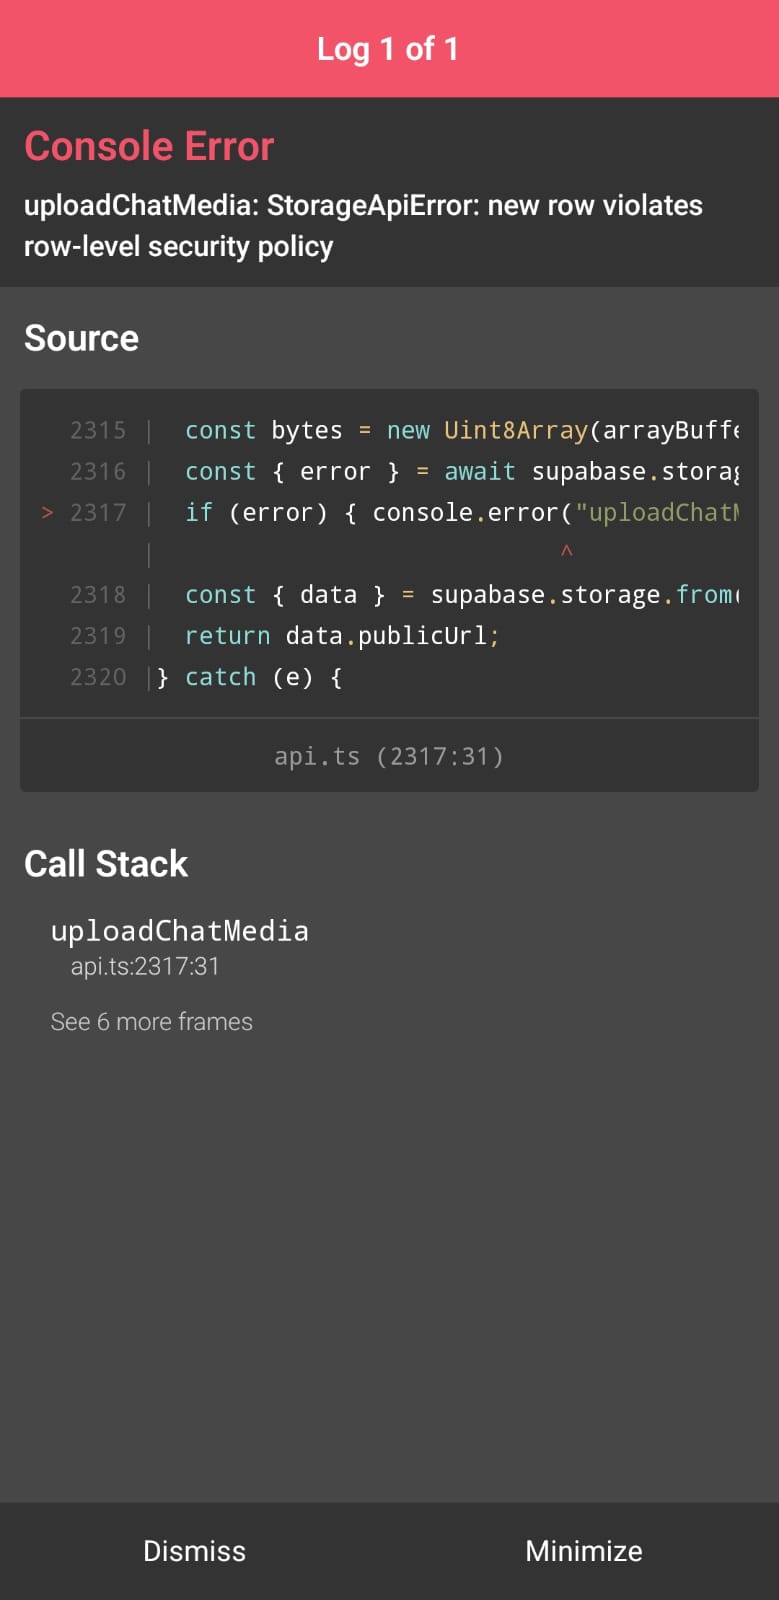 Log 1 of 1
Console Error
uploadChatMedia: StorageApiError: new row violates
row-level security policy
Source
2315 | const bytes = new Uint8Array(arrayBuffe
2316 | const { error } = await supabase.storag
> 2317 | if (error) { console.error("uploadChatM
| ^
2318 | const { data } = supabase.storage.from(
2319 | return data.publicUrl;
2320 |} catch (e) {
api.ts (2317:31)
Call Stack
uploadChatMedia
api.ts:2317:31
See 6 more frames
Dismiss
Minimize